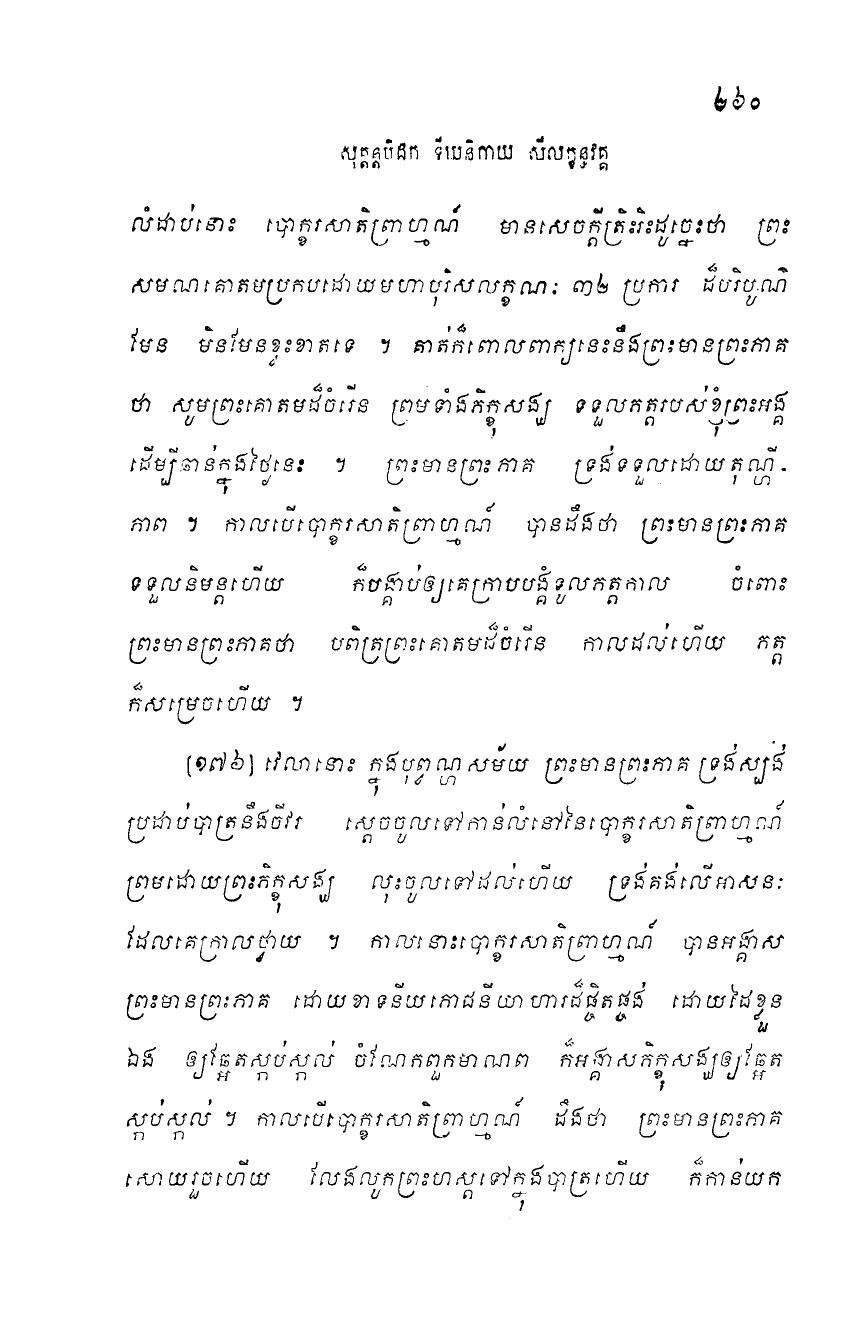 ២៦០
សុត្តន្តបិដក ទីឃនិកាយ សីលក្ខន្ធវគ្គ
លំដាប់នោះ បោក្ខរសាតិព្រាហ្មណ៍ មានសេចក្តីត្រិះរិះដូច្នេះថា ព្រះ
សមណគោតមប្រកបដោយមហាបុរិសលក្ខណៈ ៣២ ប្រការ ដ៏បរិបូណ៌
មែន មិនមែនខ្វះខាតទេ ។ គាត់ក៏ពោលពាក្យនេះនឹងព្រះមានព្រះភាគ
ថា សូមព្រះគោតមដ៏ចំរើន ព្រមទាំងភិក្ខុសង្ឃ ទទួលភត្តរបស់ខ្ញុំព្រះអង្គ
ដើម្បីឆាន់ក្នុងថ្ងៃនេះ ។ ព្រះមានព្រះភាគ ទ្រង់ទទួលដោយតុណ្ហី-
ភាព ។ កាលបើបោក្ខរសាតិព្រាហ្មណ៍ បានដឹងថា ព្រះមានព្រះភាគ
ទទួលនិមន្តហើយ ក៏បង្គាប់ឲ្យគេក្រាបបង្គំទូលភត្តកាល ចំពោះ
ព្រះមានព្រះភាគថា បពិត្រព្រះគោតមដ៏ចំរើន កាលដល់ហើយ ភត្ត
ក៏សម្រេចហើយ ។
[១៧៦] វេលានោះ ក្នុងបុព្វណ្ហសម័យ ព្រះមានព្រះភាគ ទ្រង់ស្បង់
ប្រដាប់បាត្រនឹងចីវរ ស្តេចចូលទៅកាន់លំនៅនៃបោក្ខរសាតិព្រាហ្មណ៍
ព្រមដោយព្រះភិក្ខុសង្ឃ លុះចូលទៅដល់ហើយ ទ្រង់គង់លើអាសនៈ
ដែលគេក្រាលថ្វាយ ។ កាលនោះបោក្ខរសាតិព្រាហ្មណ៍ បានអង្គាស
ព្រះមានព្រះភាគ ដោយខាទនីយភោជនីយាហារដ៏ផ្ចិតផ្ចង់ ដោយដៃខ្លួន
ឯង ឲ្យឆ្អែតស្កប់ស្កល់ ចំណែកពួកមាណព ក៏អង្គាសភិក្ខុសង្ឃឲ្យឆ្អែត
ស្កប់ស្កល់ ។ កាលបើបោក្ខរសាតិព្រាហ្មណ៍ ដឹងថា ព្រះមានព្រះភាគ
សោយរួចហើយ លែងលូកព្រះហស្តទៅក្នុងបាត្រហើយ ក៏កាន់យក